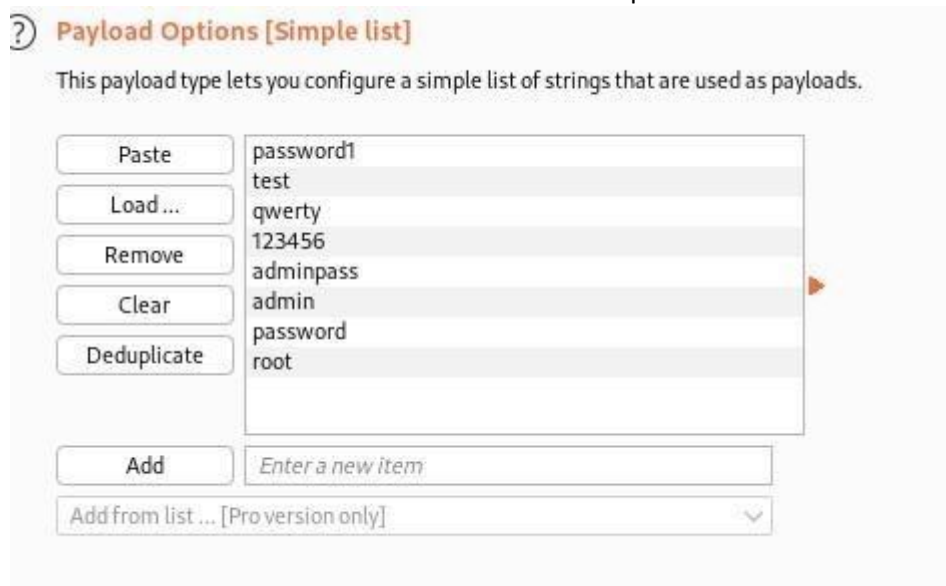 ? Payload Options [Simple list]
This payload type lets you configure a simple list of strings that are used as payloads.
Paste
Load ...
Remove
Clear
Deduplicate
password1
test
qwerty
123456
adminpass
admin
password
root
Add
Enter a new item
Add from list ... [Pro version only]